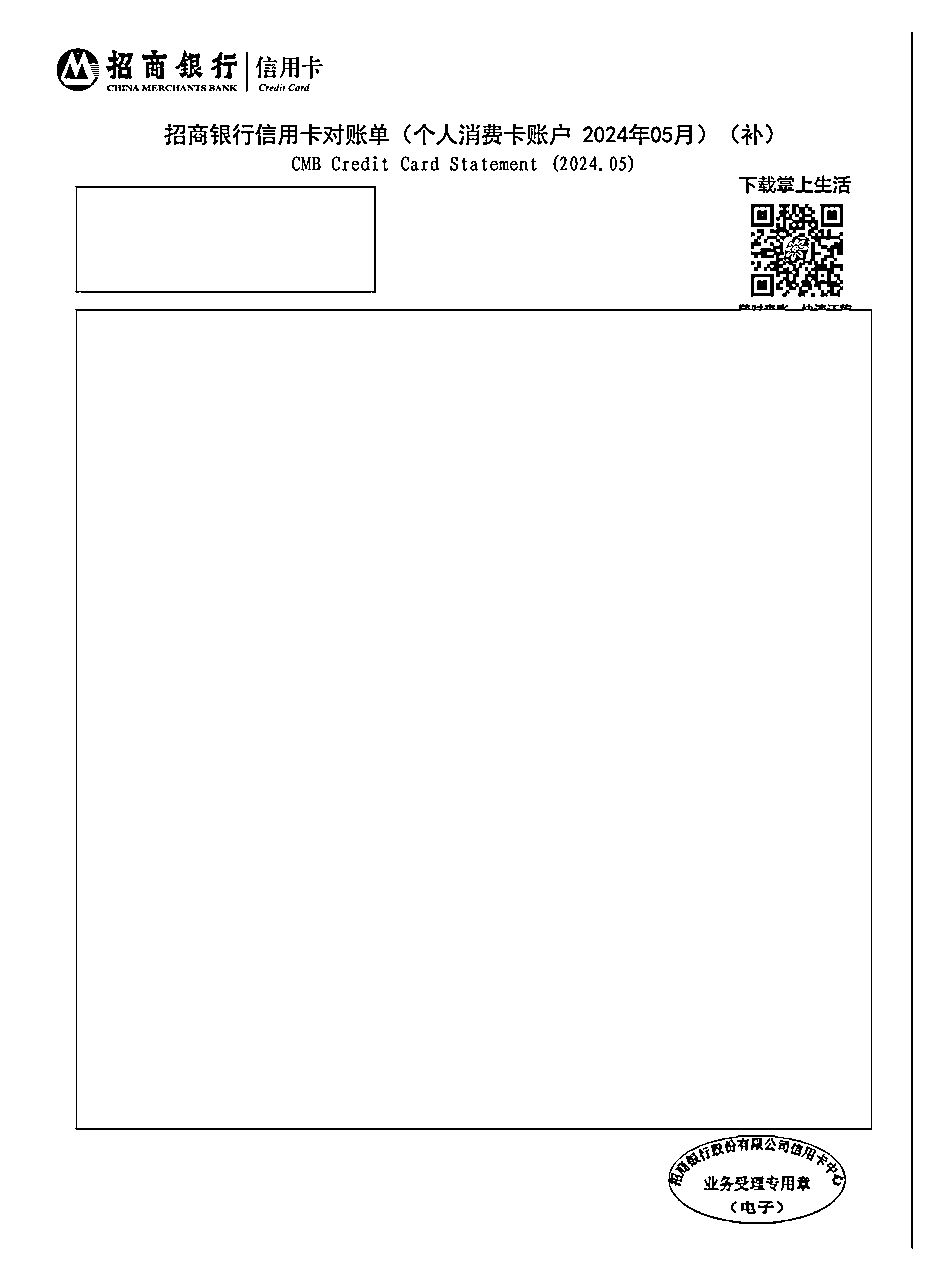 招商银行 信用卡
CHINA MERCHANTS BANK Credit Card
招商银行信用卡对账单（个人消费卡账户 2024年05月）（补）
CMB Credit Card Statement (2024.05)
下载掌上生活
招商银行股份有限公司信用卡中心
业务受理专用章
（电子）